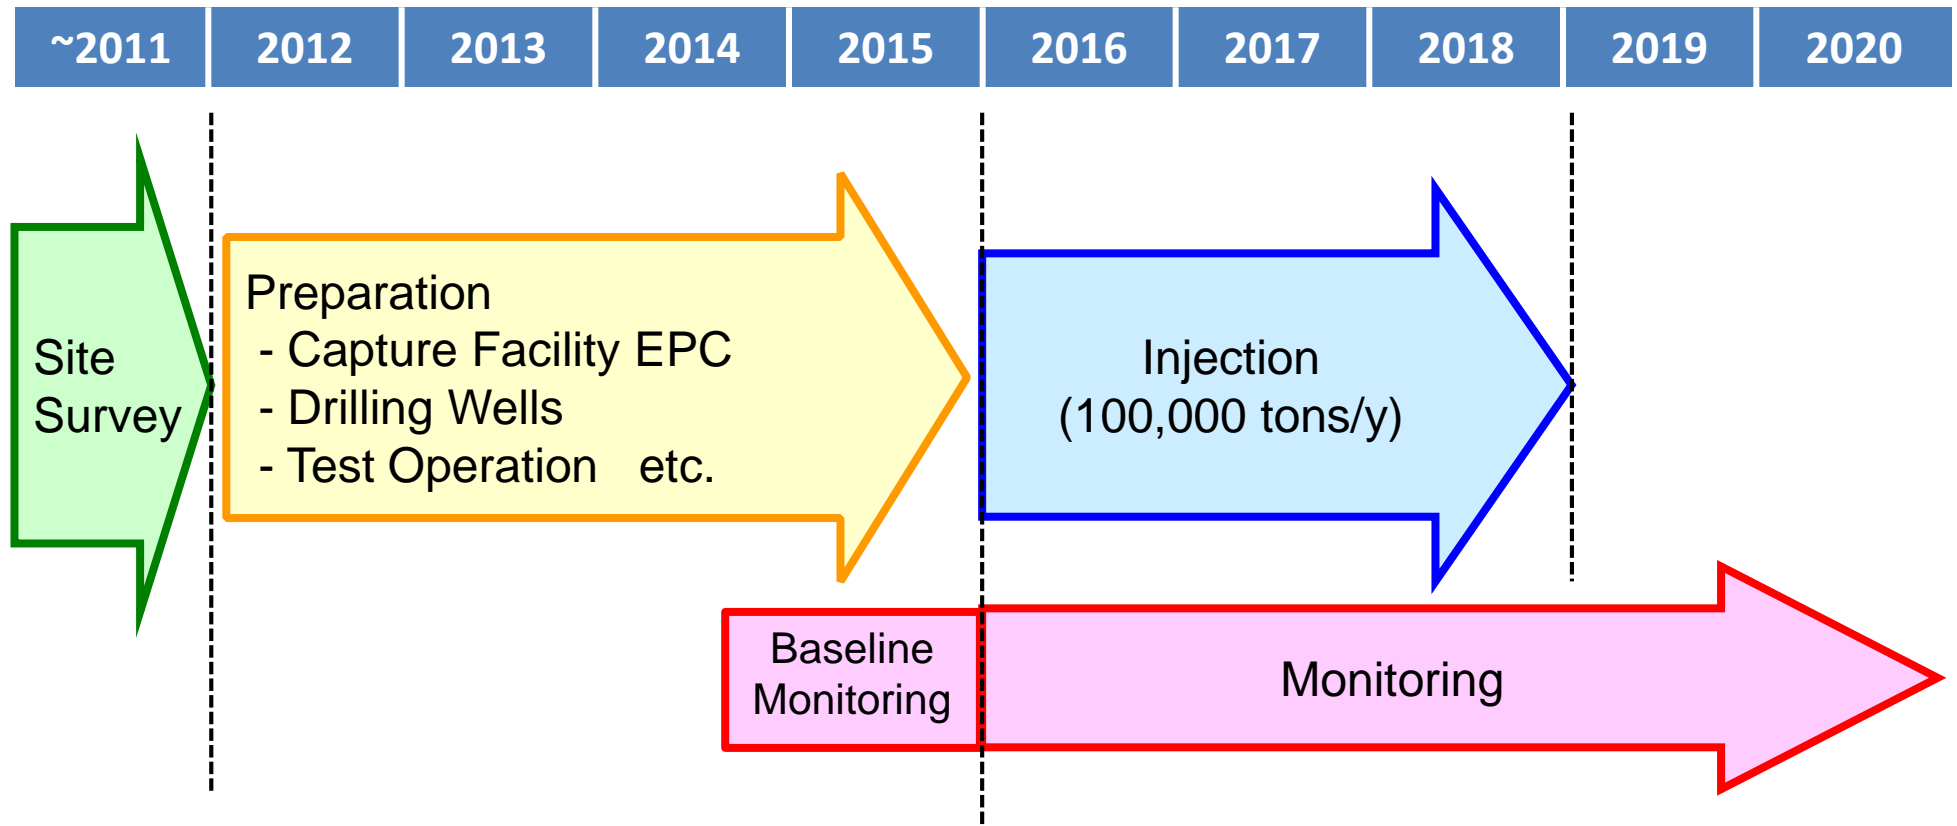 ~2011 2012 2013 2014 2015 2016 2017 2018 2019 2020
Site
Survey
Preparation
- Capture Facility EPC
- Drilling Wells
- Test Operation etc.
Injection
(100,000 tons/y)
Baseline
Monitoring
Monitoring